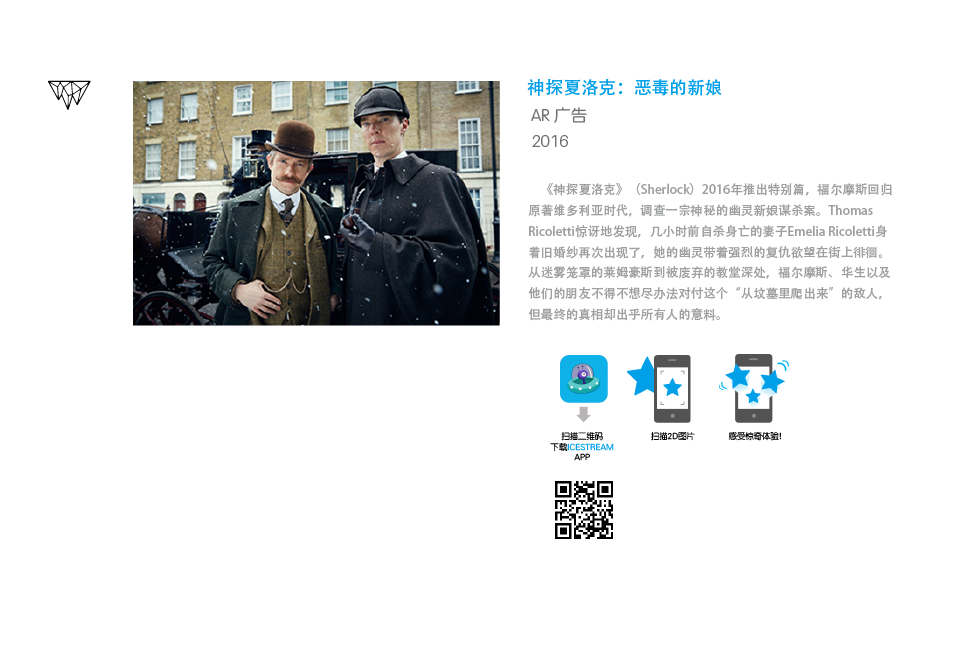 神探夏洛克：恶毒的新娘
AR 广告
2016
《神探夏洛克》（Sherlock）2016年推出特别篇，福尔摩斯回归
原著维多利亚时代，调查一宗神秘的幽灵新娘谋杀案。Thomas
Ricoletti惊讶地发现，几小时前自杀身亡的妻子Emelia Ricoletti身
着旧婚纱再次出现了，她的幽灵带着强烈的复仇欲望在街上徘徊。
从迷雾笼罩的莱姆豪斯到被废弃的教堂深处，福尔摩斯、华生以及
他们的朋友不得不想尽办法对付这个“从坟墓里爬出来”的敌人，
但最终的真相却出乎所有人的意料。
扫描二维码
下载ICESTREAM
APP
扫描2D图片
感受惊奇体验!